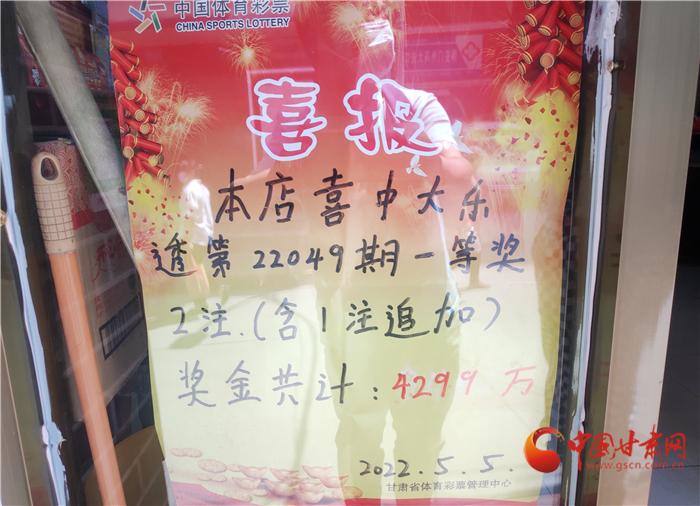 中国体育彩票
CHINA SPORTS LOTTERY
喜报
本店喜中大乐
透第22049期一等奖
2注.(含1注追加)
奖金共计:4299万
2022.5.5.
甘肃省体育彩票管理中心
中国甘肃网
www.gscn.com.cn